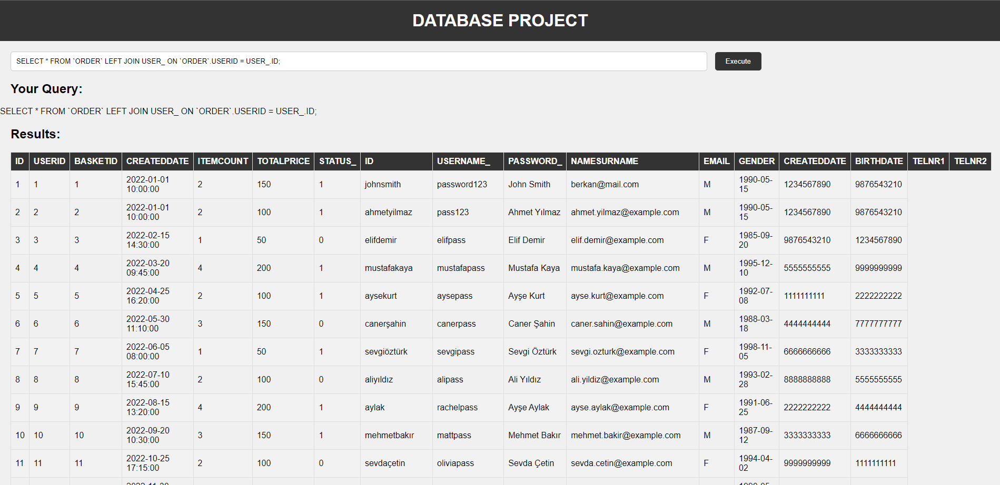 DATABASE PROJECT
SELECT * FROM `ORDER` LEFT JOIN USER_ ON `ORDER`.USERID = USER_.ID;
Execute
Your Query:
SELECT * FROM `ORDER` LEFT JOIN USER_ ON `ORDER`.USERID = USER_.ID;
Results:
ID USERID BASKETID CREATEDDATE ITEMCOUNT TOTALPRICE STATUS_ ID USERNAME_ PASSWORD_ NAMESURNAME EMAIL GENDER CREATEDDATE BIRTHDATE TELNR1 TELNR2
1 1 1 2022-01-01 10:00:00 2 150 1 johnsmith password123 John Smith berkan@mail.com M 1990-05-15 1234567890 9876543210
2 2 2 2022-01-01 10:00:00 2 100 1 ahmetyilmaz pass123 Ahmet Yılmaz ahmet.yilmaz@example.com M 1990-05-15 1234567890 9876543210
3 3 3 2022-02-15 14:30:00 1 50 0 elifdemir elifpass Elif Demir elif.demir@example.com F 1985-09-20 9876543210 1234567890
4 4 4 2022-03-20 09:45:00 4 200 1 mustafakaya mustafapass Mustafa Kaya mustafa.kaya@example.com M 1995-12-10 5555555555 9999999999
5 5 5 2022-04-25 16:20:00 2 100 1 aysekurt aysepass Ayşe Kurt ayse.kurt@example.com F 1992-07-08 1111111111 2222222222
6 6 6 2022-05-30 11:10:00 3 150 0 canerşahin canerpass Caner Şahin caner.sahin@example.com M 1988-03-18 4444444444 7777777777
7 7 7 2022-06-05 08:00:00 1 50 1 sevgiöztürk sevgipass Sevgi Öztürk sevgi.ozturk@example.com F 1998-11-05 6666666666 3333333333
8 8 8 2022-07-10 15:45:00 2 100 0 aliyıldız alipass Ali Yıldız ali.yildiz@example.com M 1993-02-28 8888888888 5555555555
9 9 9 2022-08-15 13:20:00 4 200 1 aylak rachelpass Ayşe Aylak ayse.aylak@example.com F 1991-06-25 2222222222 4444444444
10 10 10 2022-09-20 10:30:00 3 150 1 mehmetbakır mattpass Mehmet Bakır mehmet.bakir@example.com M 1987-09-12 3333333333 6666666666
11 11 11 2022-10-25 17:15:00 2 100 0 sevdaçetin oliviapass Sevda Çetin sevda.cetin@example.com F 1994-04-02 9999999999 1111111111